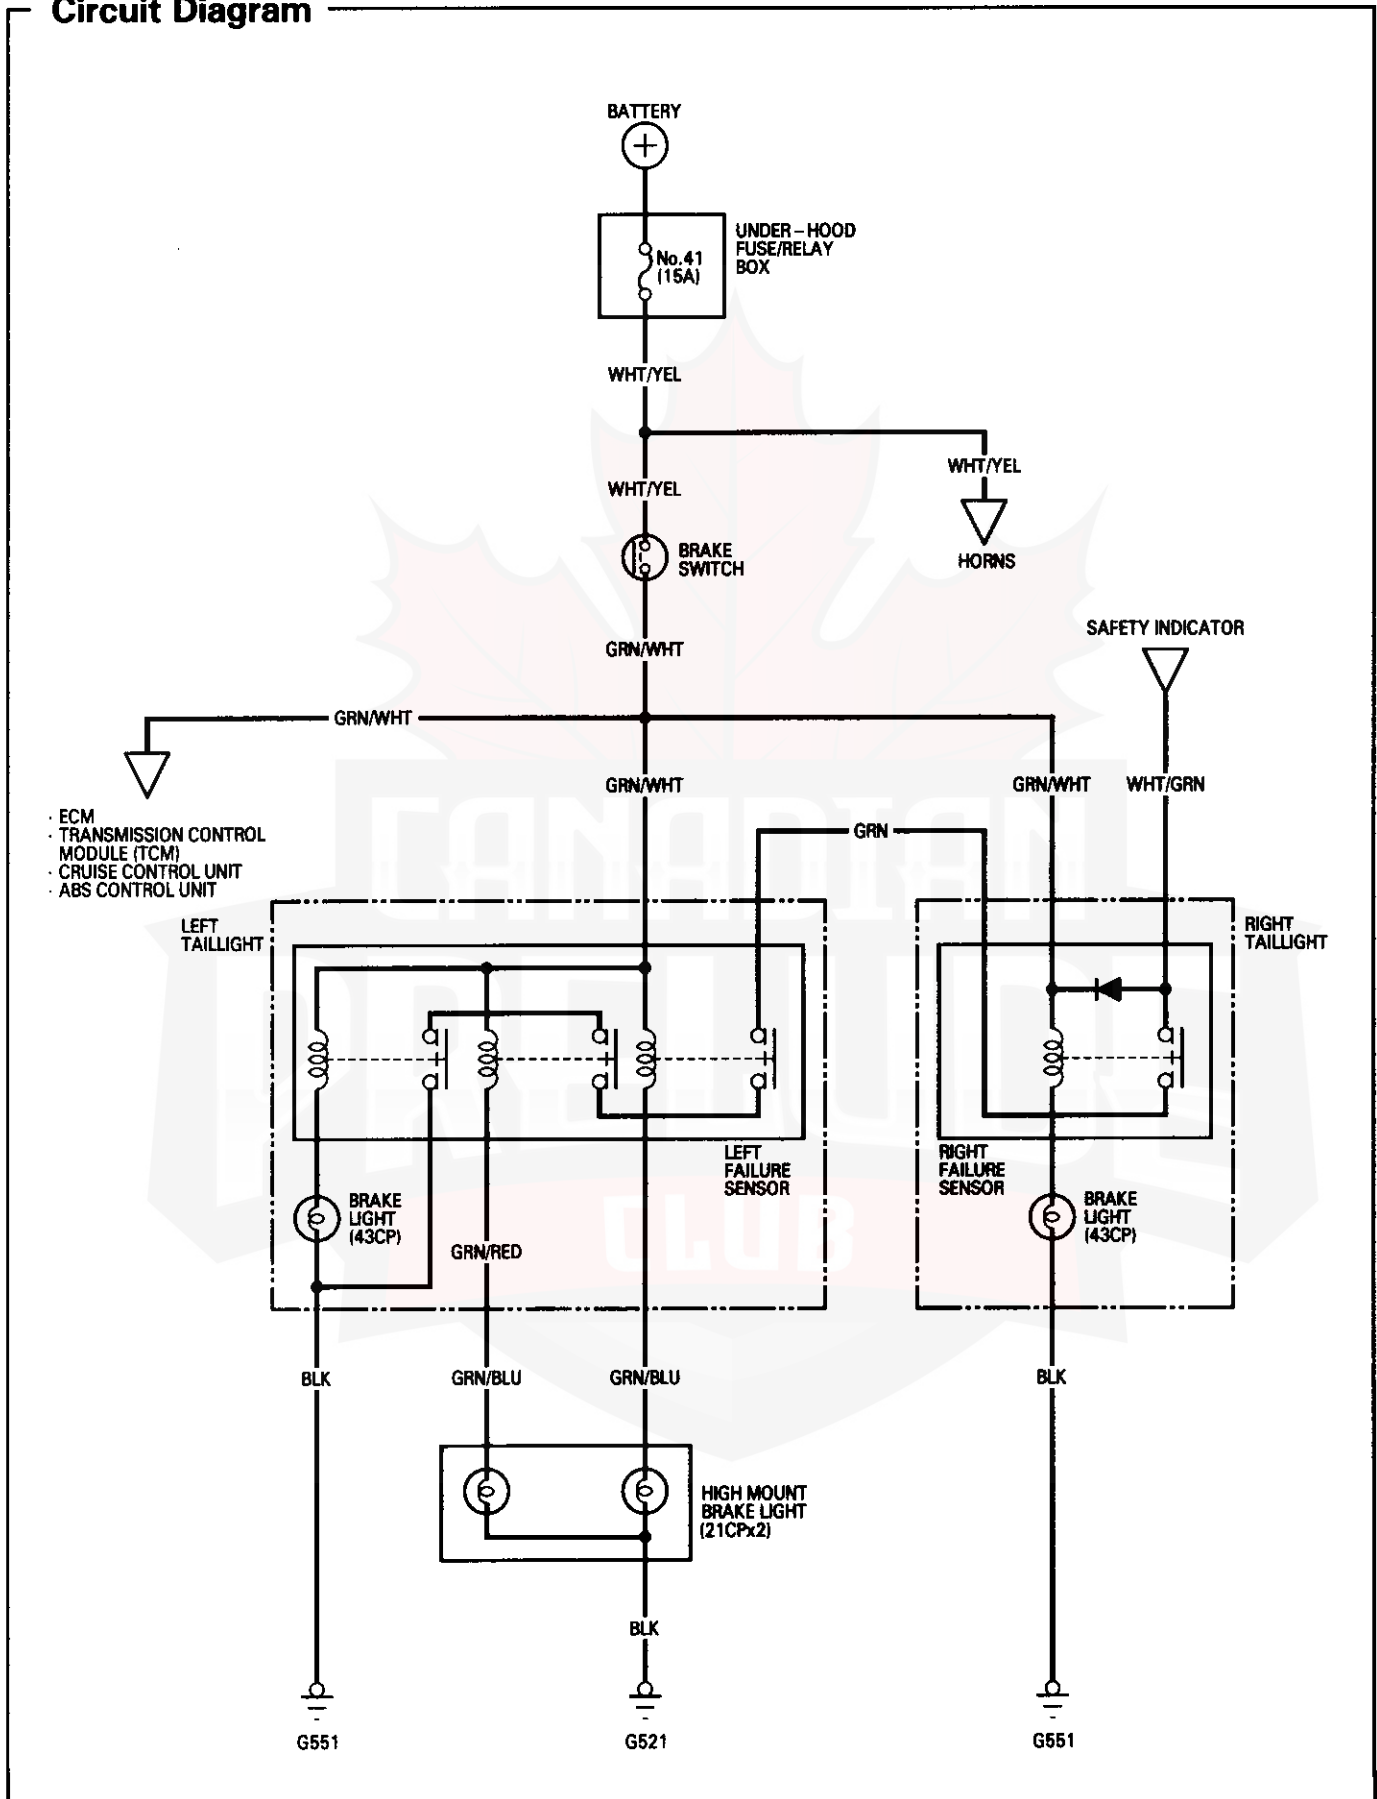 Circuit Diagram
BATTERY
UNDER-HOOD
FUSE/RELAY
BOX
No.41
(15A)
WHT/YEL
WHT/YEL
WHT/YEL
HORNS
BRAKE
SWITCH
GRN/WHT
SAFETY INDICATOR
GRN/WHT
GRN/WHT
GRN/WHT
WHT/GRN
GRN
· ECM
· TRANSMISSION CONTROL
MODULE (TCM)
· CRUISE CONTROL UNIT
· ABS CONTROL UNIT
CANADIAN
PRELUDE
CLUB
LEFT
TAILLIGHT
RIGHT
TAILLIGHT
LEFT
FAILURE
SENSOR
RIGHT
FAILURE
SENSOR
BRAKE
LIGHT
(43CP)
GRN/RED
BRAKE
LIGHT
(43CP)
BLK
GRN/BLU
GRN/BLU
BLK
HIGH MOUNT
BRAKE LIGHT
(21CPx2)
BLK
G551
G521
G551